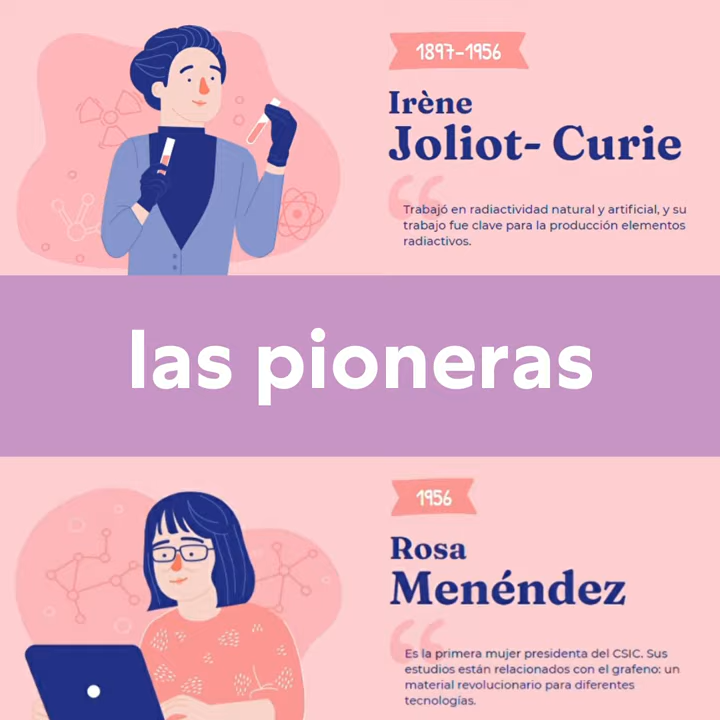 1897-1956
Irène
Joliot- Curie
Trabajó en radiactividad natural y artificial, y su
trabajo fue clave para la producción elementos
radiactivos.
las pioneras
1956
Rosa
Menéndez
Es la primera mujer presidenta del CSIC. Sus
estudios están relacionados con el grafeno: un
material revolucionario para diferentes
tecnologías.